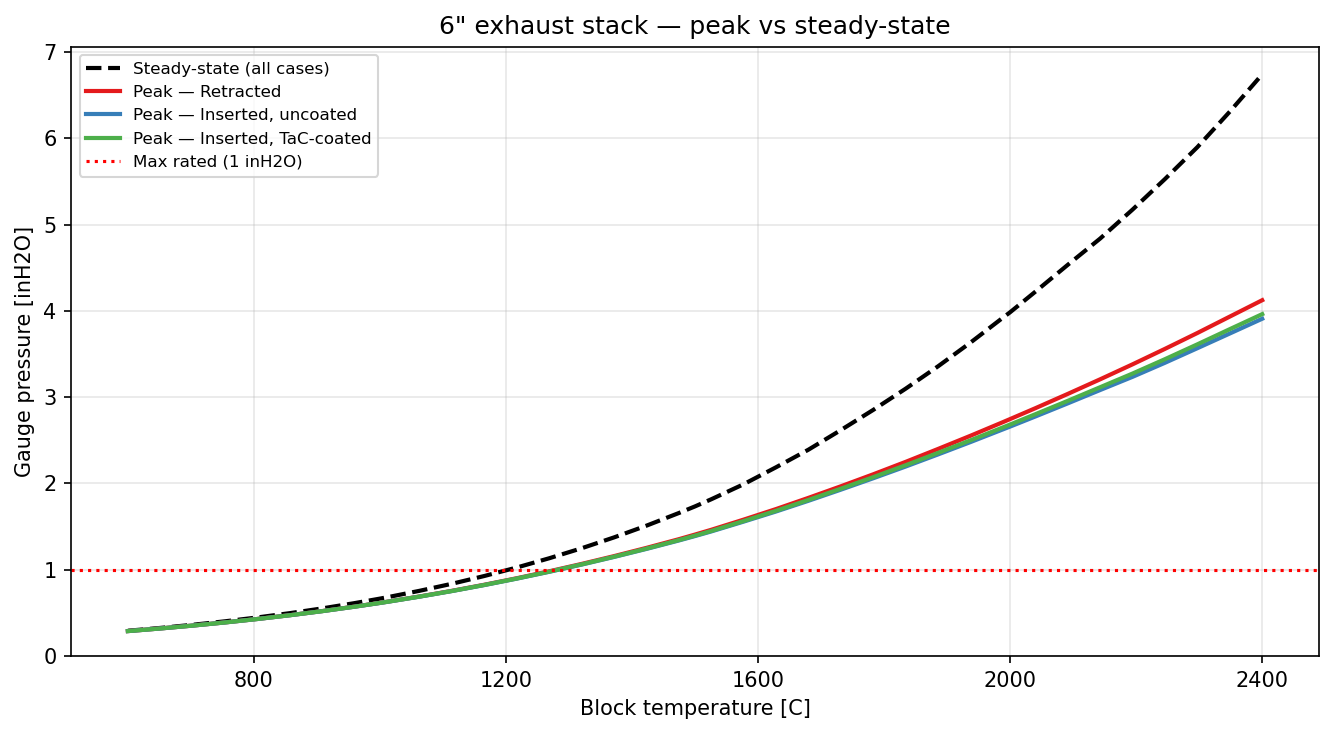 6" exhaust stack — peak vs steady-state
Steady-state (all cases)
Peak — Retracted
Peak — Inserted, uncoated
Peak — Inserted, TaC-coated
Max rated (1 inH2O)
Gauge pressure [inH2O]
7
6
5
4
3
2
1
0
800
1200
1600
2000
2400
Block temperature [C]